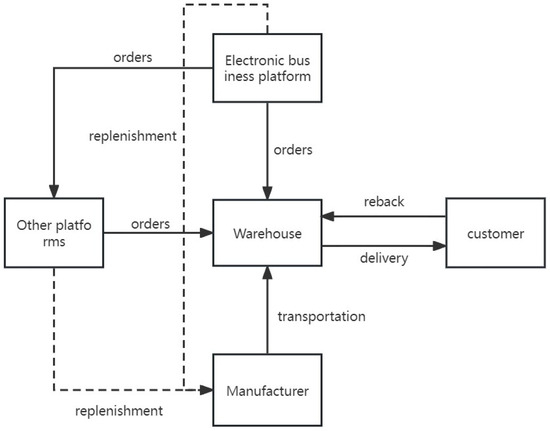 orders
Electronic bus
iness platform
replenishment
orders
Other platfo
rms
orders
Warehouse
reback
delivery
customer
transportation
Manufacturer
replenishment